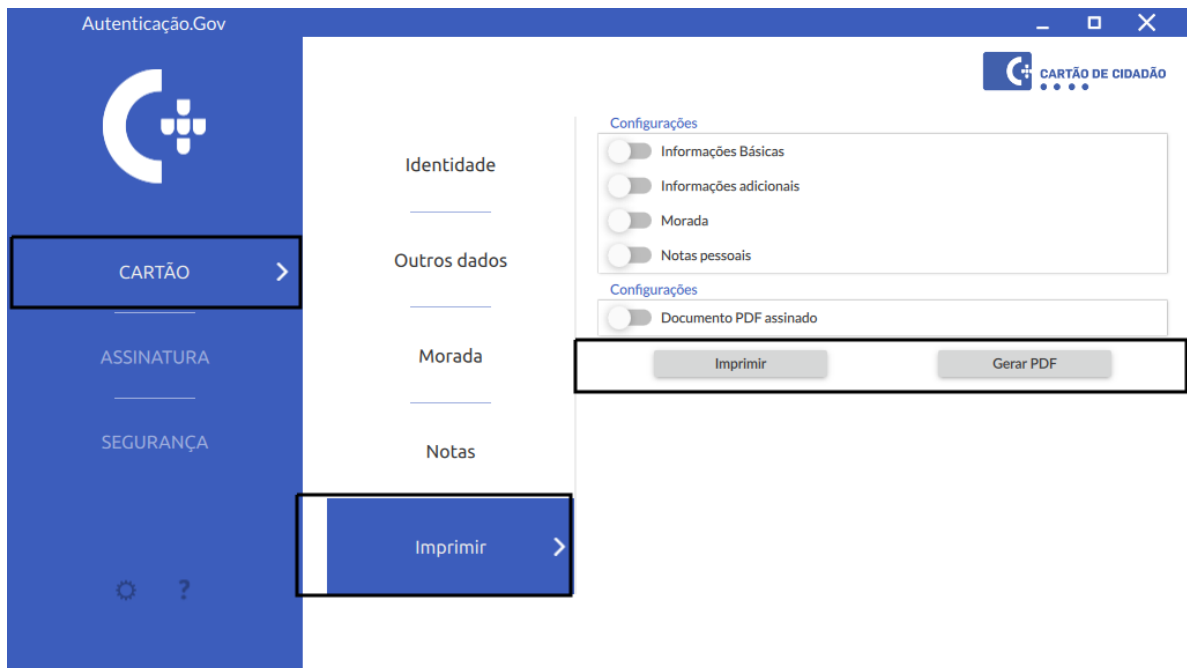 Autenticação.Gov
CARTÃO DE CIDADÃO
CARTÃO
ASSINATURA
SEGURANÇA
?
Identidade
Outros dados
Morada
Notas
Imprimir
Configurações
Informações Básicas
Informações adicionais
Morada
Notas pessoais
Configurações
Documento PDF assinado
Imprimir
Gerar PDF